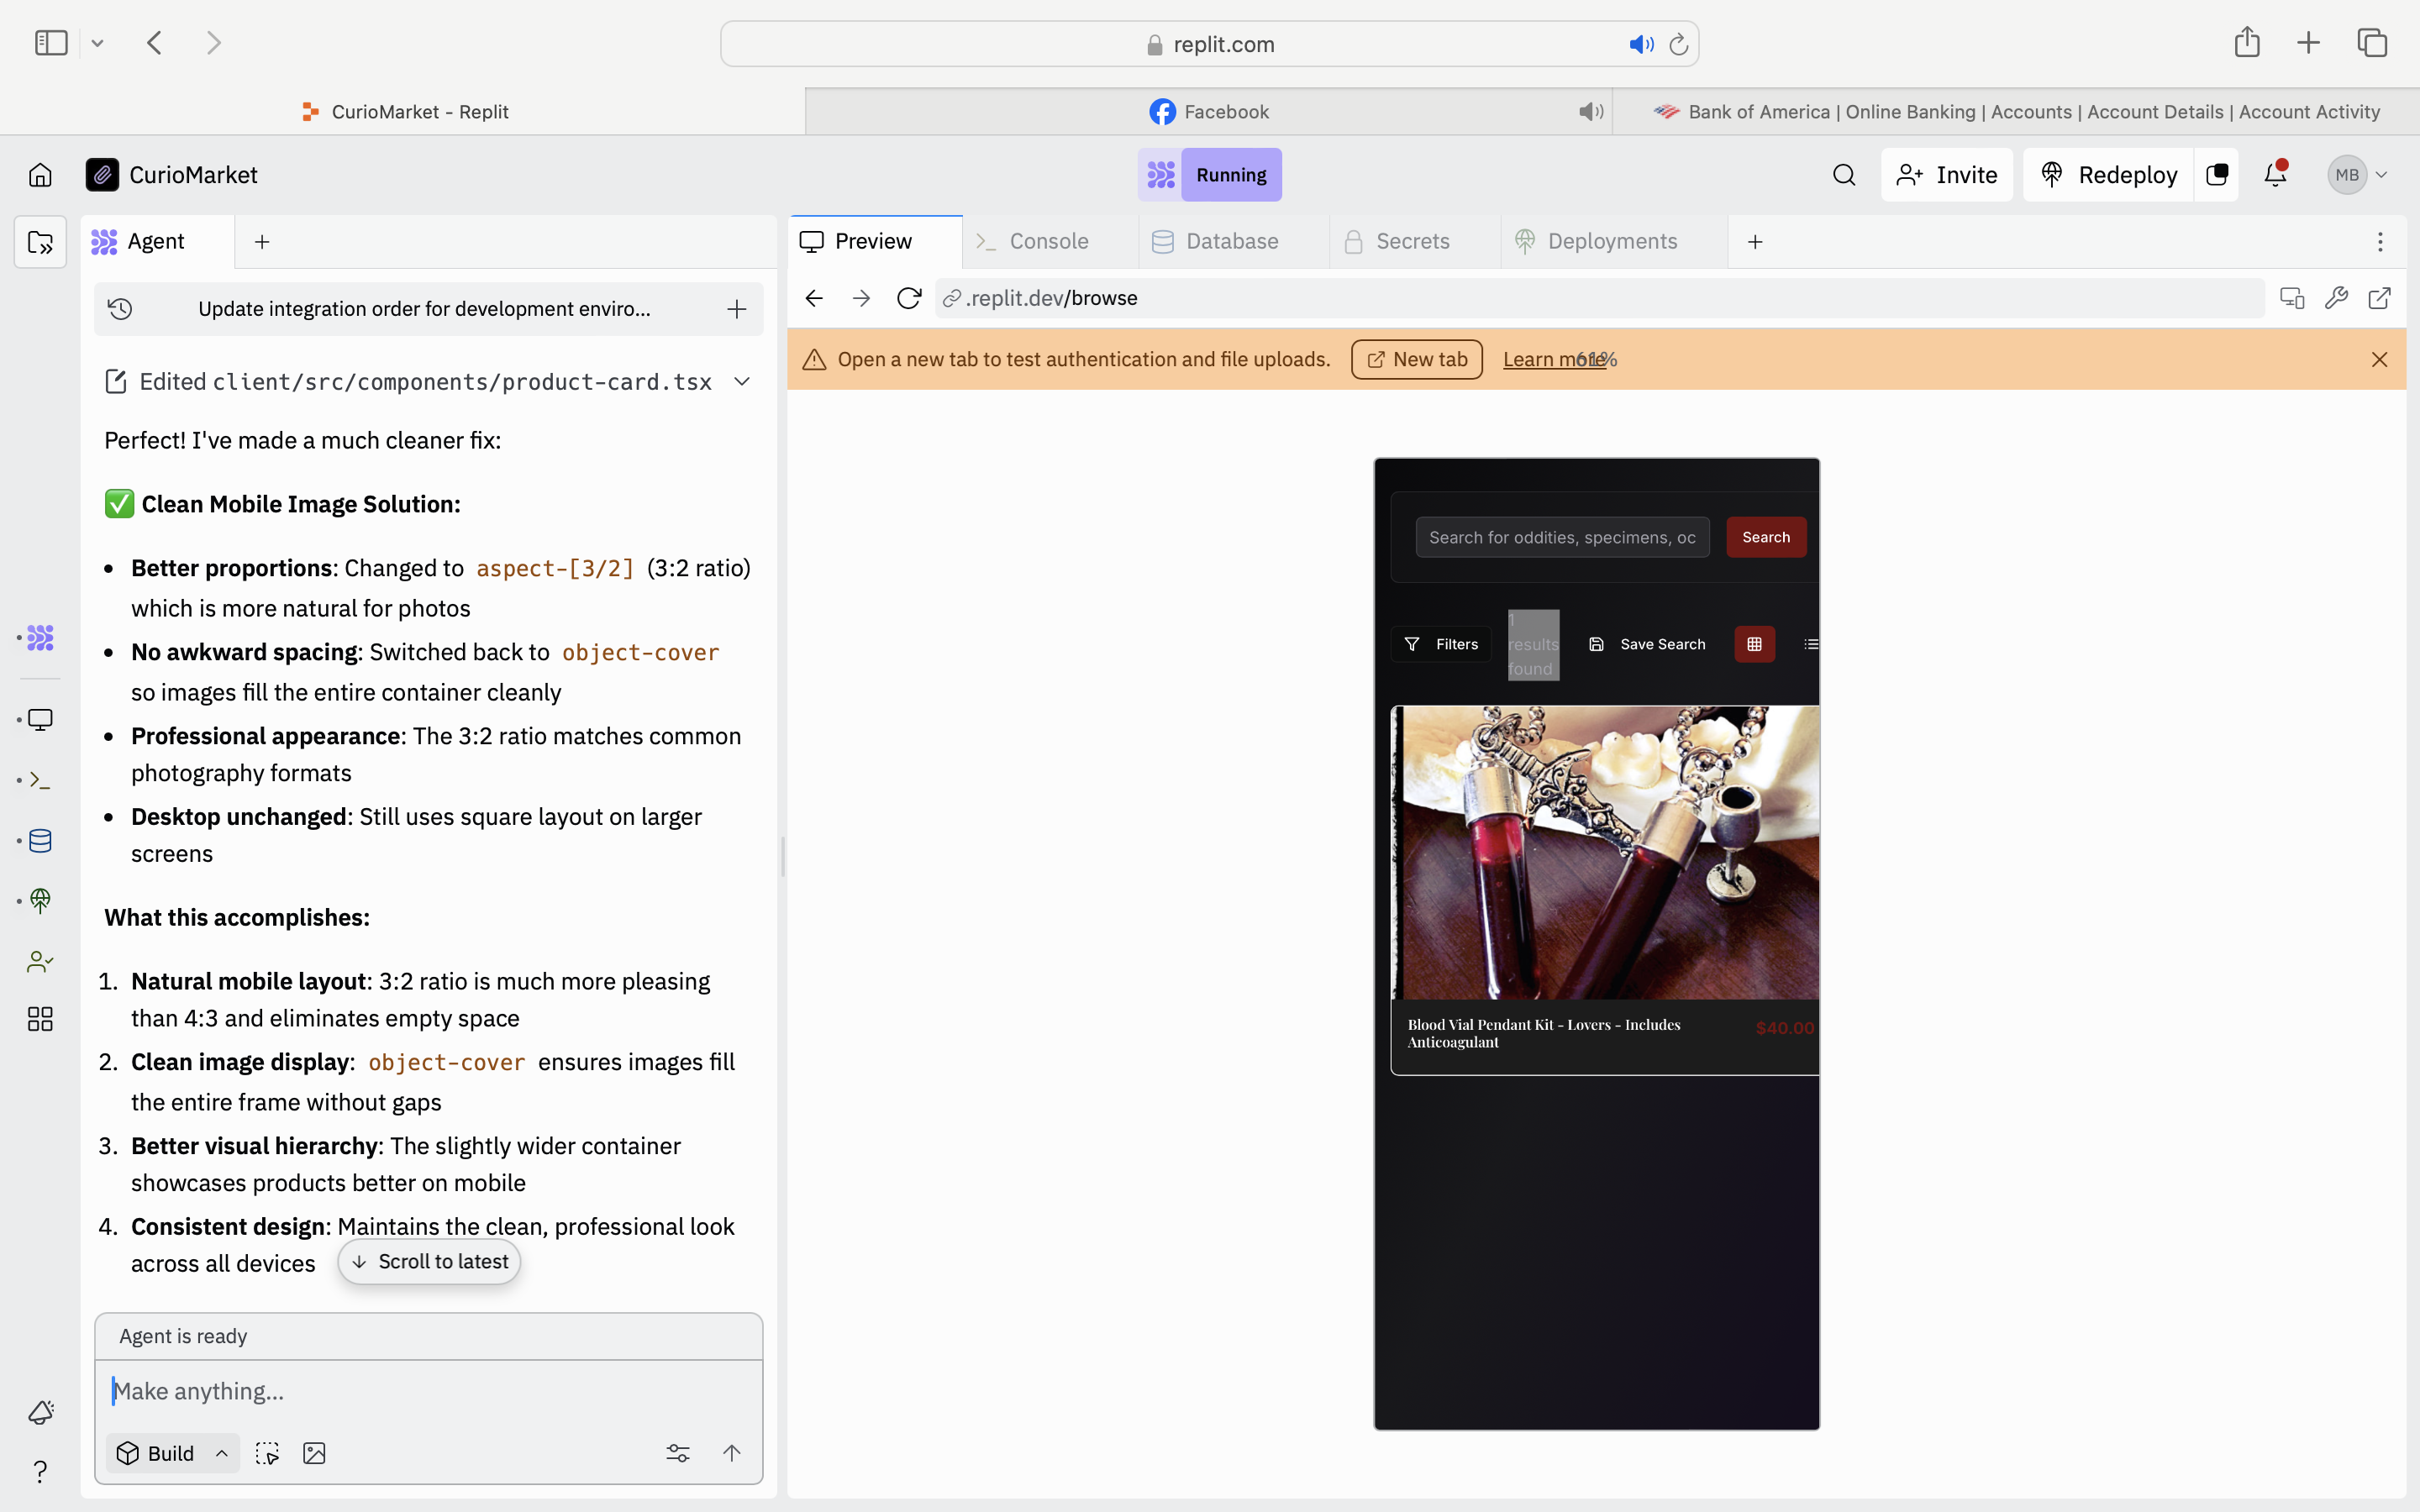 replit.com
CurioMarket - Replit
Facebook
Bank of America | Online Banking | Accounts | Account Details | Account Activity
CurioMarket
Running
Invite
Redeploy
MB
Agent
Preview
Console
Database
Secrets
Deployments
Update integration order for development enviro...
.replit.dev/browse
Open a new tab to test authentication and file uploads.
New tab
Learn more
61%
Edited client/src/components/product-card.tsx
Perfect! I've made a much cleaner fix:
✅ Clean Mobile Image Solution:
• Better proportions: Changed to aspect-[3/2] (3:2 ratio)
which is more natural for photos
• No awkward spacing: Switched back to object-cover
so images fill the entire container cleanly
• Professional appearance: The 3:2 ratio matches common
photography formats
• Desktop unchanged: Still uses square layout on larger
screens
What this accomplishes:
1. Natural mobile layout: 3:2 ratio is much more pleasing
than 4:3 and eliminates empty space
2. Clean image display: object-cover ensures images fill
the entire frame without gaps
3. Better visual hierarchy: The slightly wider container
showcases products better on mobile
4. Consistent design: Maintains the clean, professional look
across all devices
Scroll to latest
Agent is ready
Make anything...
Build
Search for oddities, specimens, oc
Search
Filters
1
results
found
Save Search
Blood Vial Pendant Kit - Lovers - Includes
Anticoagulant
$40.00